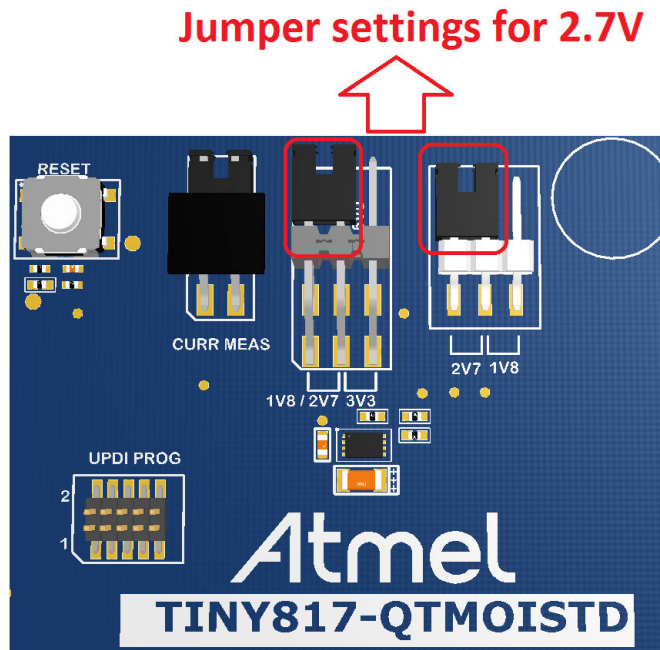 Jumper settings for 2.7V
RESET
CURR MEAS
1V8 / 2V7 3V3
2V7 1V8
UPDI PROG
2
1
Atmel
TINY817-QTMOISTD